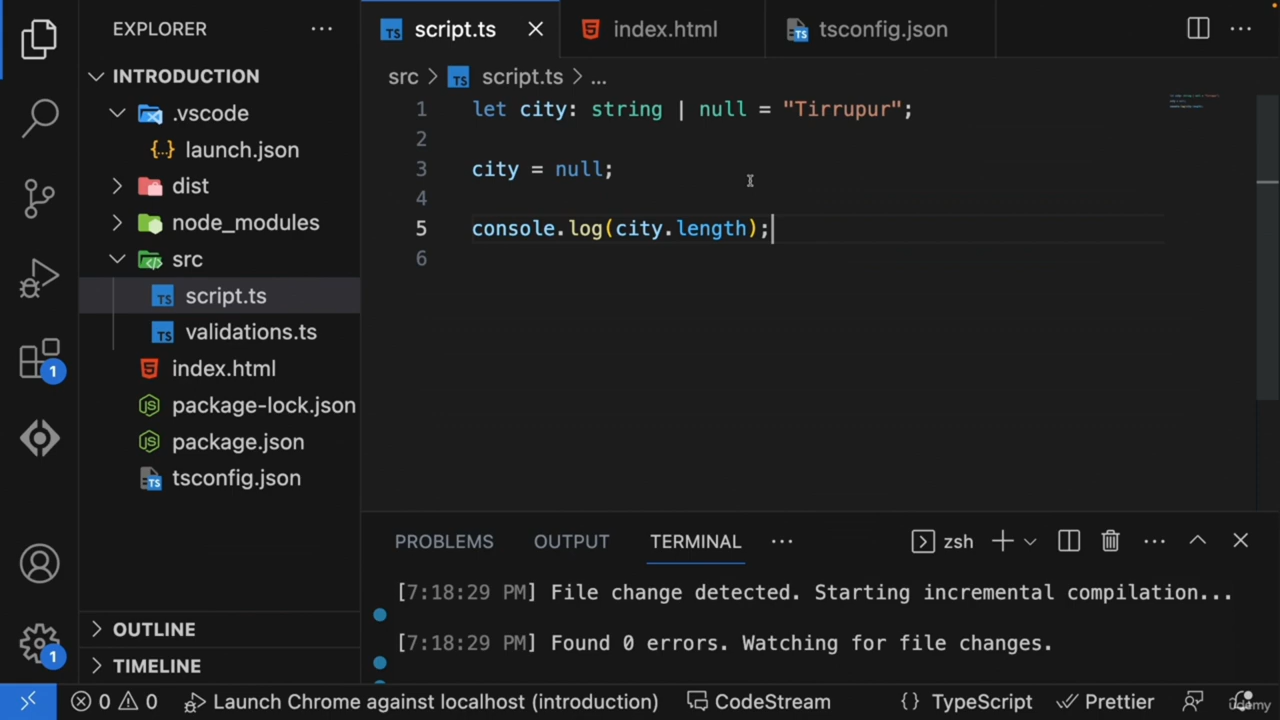 EXPLORER
script.ts
index.html
tsconfig.json
INTRODUCTION
src > script.ts > ...
.vscode
launch.json
dist
node_modules
src
script.ts
validations.ts
index.html
package-lock.json
package.json
tsconfig.json
OUTLINE
TIMELINE
1 let city: string | null = "Tirrupur";
2
3 city = null;
4
5 console.log(city.length);
6
PROBLEMS OUTPUT TERMINAL ... zsh
[7:18:29 PM] File change detected. Starting incremental compilation...
[7:18:29 PM] Found 0 errors. Watching for file changes.
1
1
0 0 Launch Chrome against localhost (introduction) CodeStream {} TypeScript Prettier
udemy